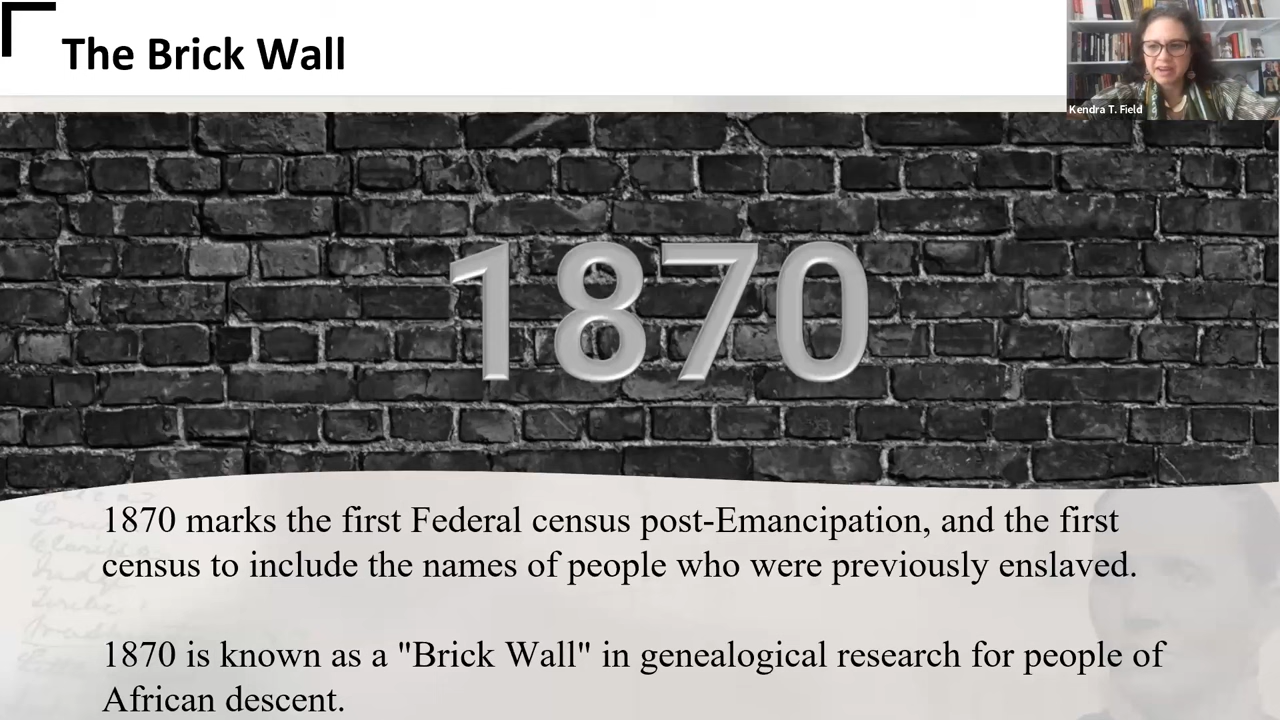 The Brick Wall
Kendra T. Field
1870
1870 marks the first Federal census post-Emancipation, and the first
census to include the names of people who were previously enslaved.
1870 is known as a "Brick Wall" in genealogical research for people of
African descent.